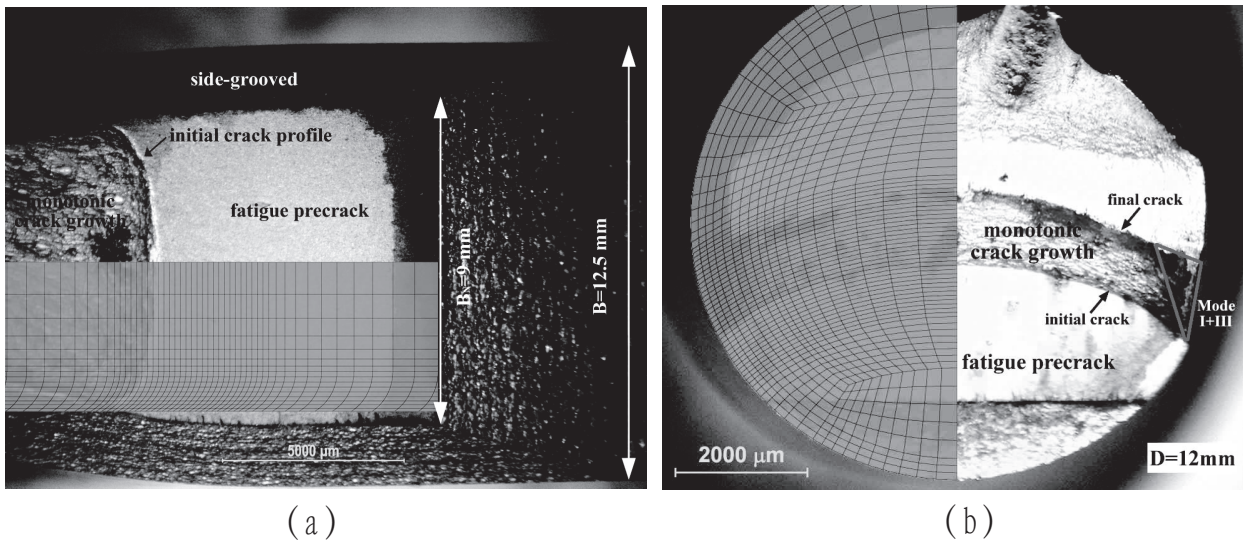 side-grooved
initial crack profile
monotonic
crack growth
fatigue precrack
B_N=9 mm
B=12.5 mm
5000 μm
(a)
final crack
monotonic
crack growth
Mode
I+III
initial crack
fatigue precrack
2000 μm
D=12mm
(b)